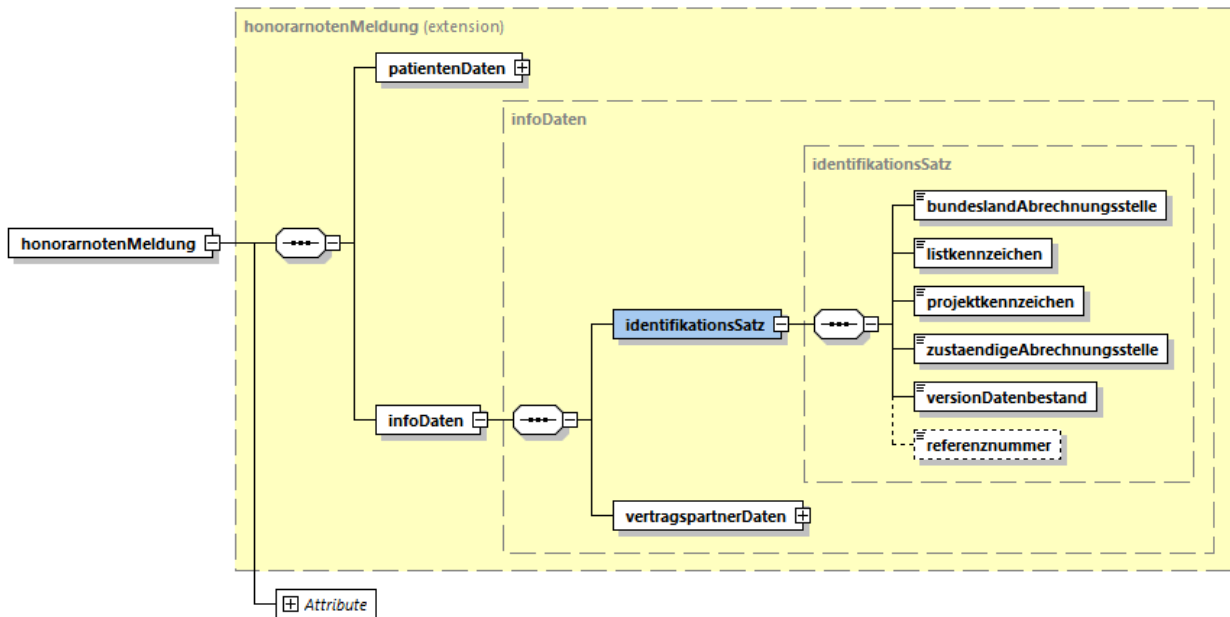 honorarnotenMeldung (extension)
patientenDaten
infoDaten
identifikationsSatz
bundeslandAbrechnungsstelle
listkennzeichen
honorarnotenMeldung
projektkennzeichen
identifikationsSatz
zustaendigeAbrechnungsstelle
versionDatenbestand
infoDaten
referenznummer
vertragspartnerDaten
Attribute